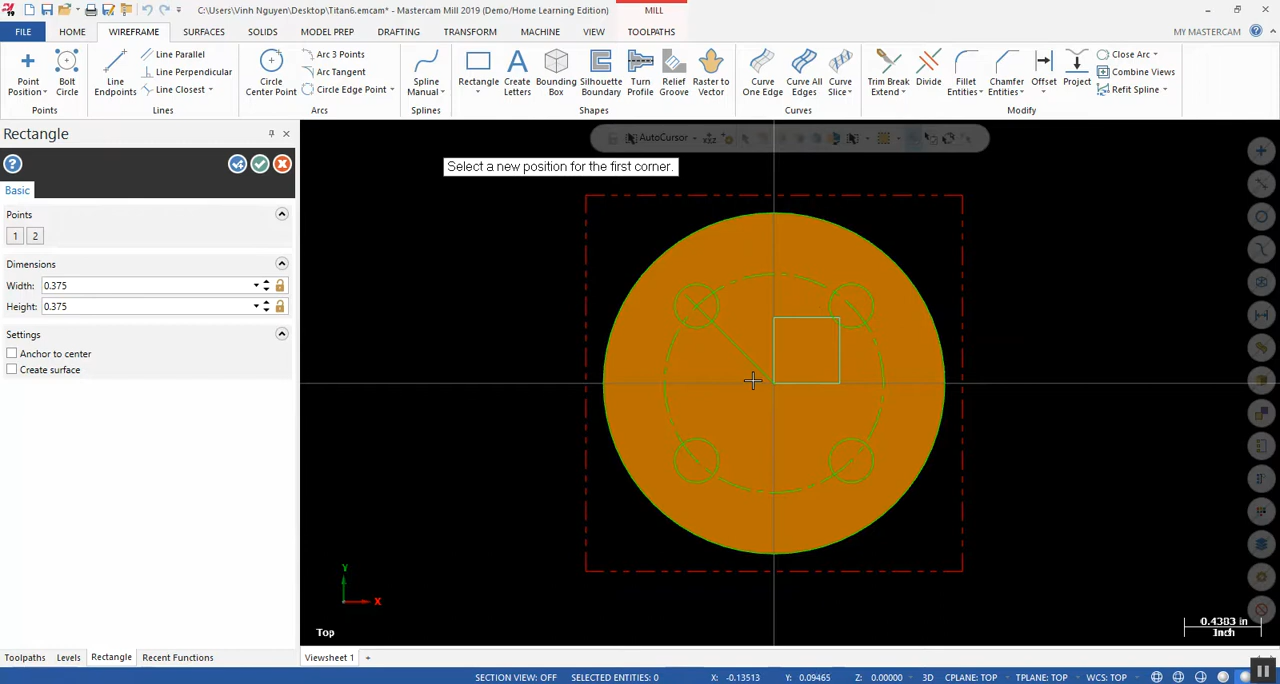 C:\Users\Vinh Nguyen\Desktop\Titan6.emcam* - Mastercam Mill 2019 (Demo/Home Learning Edition)
MILL
FILE
HOME
WIREFRAME
SURFACES
SOLIDS
MODEL PREP
DRAFTING
TRANSFORM
MACHINE
VIEW
TOOLPATHS
MY MASTERCAM
Point Position
Bolt Circle
Points
Line Endpoints
Line Parallel
Line Perpendicular
Line Closest
Lines
Circle Center Point
Arc 3 Points
Arc Tangent
Circle Edge Point
Arcs
Spline Manual
Splines
Rectangle
Create Letters
Bounding Box
Silhouette Boundary
Turn Profile
Relief Groove
Raster to Vector
Shapes
Curve One Edge
Curve All Edges
Curve Slice
Curves
Trim Break Extend
Divide
Fillet Entities
Chamfer Entities
Offset
Project
Close Arc
Combine Views
Refit Spline
Modify
Rectangle
Basic
Points
1 2
Dimensions
Width: 0.375
Height: 0.375
Settings
Anchor to center
Create surface
AutoCursor
Select a new position for the first corner.
Y
X
Top
0.4383 in
Inch
Toolpaths
Levels
Rectangle
Recent Functions
Viewsheet 1
+
SECTION VIEW: OFF
SELECTED ENTITIES: 0
X: -0.13513
Y: 0.09465
Z: 0.00000
3D
CPLANE: TOP
TPLANE: TOP
WCS: TOP